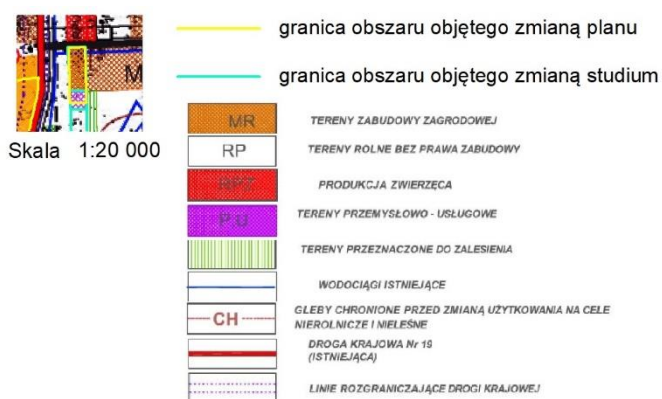 granica obszaru objętego zmianą planu
granica obszaru objętego zmianą studium
M
Skala 1:20 000
MR TERENY ZABUDOWY ZAGRODOWEJ
RP TERENY ROLNE BEZ PRAWA ZABUDOWY
RPZ PRODUKCJA ZWIERZĘCA
P,U TERENY PRZEMYSŁOWO - USŁUGOWE
TERENY PRZEZNACZONE DO ZALESIENIA
WODOCIĄGI ISTNIEJĄCE
CH GLEBY CHRONIONE PRZED ZMIANĄ UŻYTKOWANIA NA CELE
NIEROLNICZE I NIELEŚNE
DROGA KRAJOWA Nr 19
(ISTNIEJĄCA)
LINIE ROZGRANICZAJĄCE DROGI KRAJOWEJ